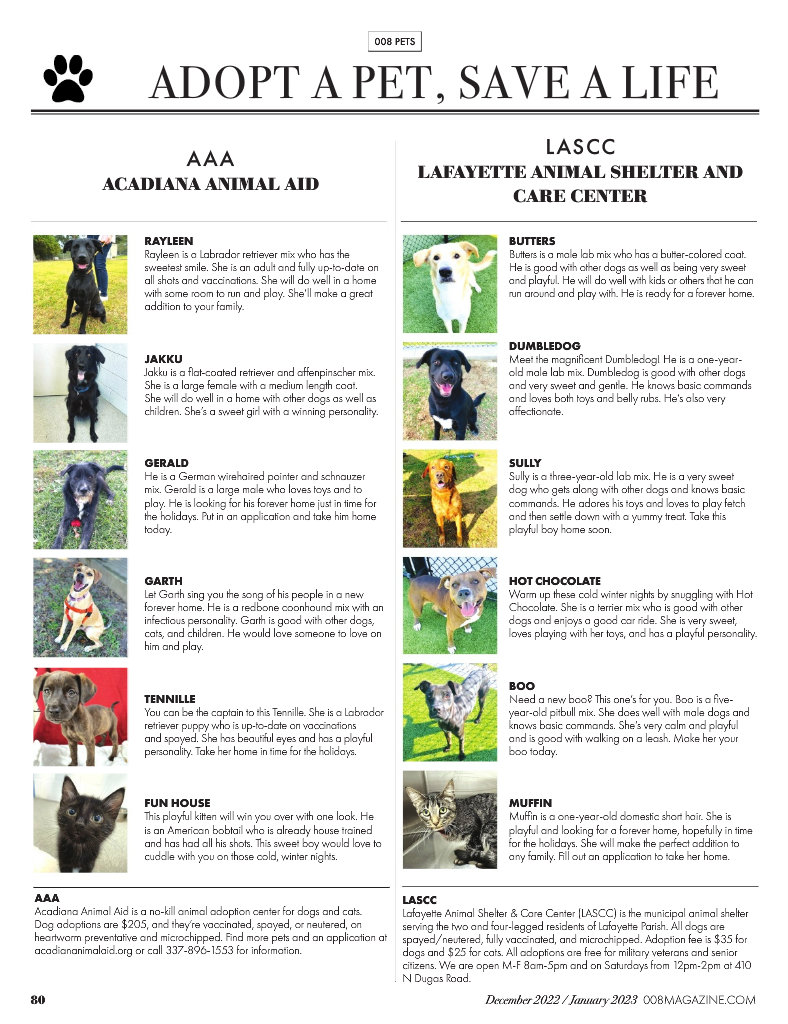 008 PETS
ADOPT A PET, SAVE A LIFE
AAA
ACADIANA ANIMAL AID
RAYLEEN
Rayleen is a Labrador retriever mix who has the
sweetest smile. She is an adult and fully up-to-date on
all shots and vaccinations. She will do well in a home
with some room to run and play. She'll make a great
addition to your family.
JAKKU
Jakku is a flat-coated retriever and affenpinscher mix.
She is a large female with a medium length coat.
She will do well in a home with other dogs as well as
children. She's a sweet girl with a winning personality.
GERALD
He is a German wirehaired pointer and schnauzer
mix. Gerald is a large male who loves toys and to
play. He is looking for his forever home just in time for
the holidays. Put in an application and take him home
today.
GARTH
Let Garth sing you the song of his people in a new
forever home. He is a redbone coonhound mix with an
infectious personality. Garth is good with other dogs,
cats, and children. He would love someone to love on
him and play.
TENNILLE
You can be the captain to this Tennille. She is a Labrador
retriever puppy who is up-to-date on vaccinations
and spayed. She has beautiful eyes and has a playful
personality. Take her home in time for the holidays.
FUN HOUSE
This playful kitten will win you over with one look. He
is an American bobtail who is already house trained
and has had all his shots. This sweet boy would love to
cuddle with you on those cold, winter nights.
AAA
Acadiana Animal Aid is a no-kill animal adoption center for dogs and cats.
Dog adoptions are $205, and they're vaccinated, spayed, or neutered, on
heartworm preventative and microchipped. Find more pets and an application at
acadiananimalaid.org or call 337-896-1553 for information.
LASCC
LAFAYETTE ANIMAL SHELTER AND
CARE CENTER
BUTTERS
Butters is a male lab mix who has a butter-colored coat.
He is good with other dogs as well as being very sweet
and playful. He will do well with kids or others that he can
run around and play with. He is ready for a forever home.
DUMBLEDOG
Meet the magnificent Dumbledog! He is a one-year-
old male lab mix. Dumbledog is good with other dogs
and very sweet and gentle. He knows basic commands
and loves both toys and belly rubs. He's also very
affectionate.
SULLY
Sully is a three-year-old lab mix. He is a very sweet
dog who gets along with other dogs and knows basic
commands. He adores his toys and loves to play fetch
and then settle down with a yummy treat. Take this
playful boy home soon.
HOT CHOCOLATE
Warm up these cold winter nights by snuggling with Hot
Chocolate. She is a terrier mix who is good with other
dogs and enjoys a good car ride. She is very sweet,
loves playing with her toys, and has a playful personality.
BOO
Need a new boo? This one's for you. Boo is a five-
year-old pitbull mix. She does well with male dogs and
knows basic commands. She's very calm and playful
and is good with walking on a leash. Make her your
boo today.
MUFFIN
Muffin is a one-year-old domestic short hair. She is
playful and looking for a forever home, hopefully in time
for the holidays. She will make the perfect addition to
any family. Fill out an application to take her home.
LASCC
Lafayette Animal Shelter & Care Center (LASCC) is the municipal animal shelter
serving the two and four-legged residents of Lafayette Parish. All dogs are
spayed/neutered, fully vaccinated, and microchipped. Adoption fee is $35 for
dogs and $25 for cats. All adoptions are free for military veterans and senior
citizens. We are open M-F 8am-5pm and on Saturdays from 12pm-2pm at 410
N Dugas Road.
80
December 2022 / January 2023 008MAGAZINE.COM